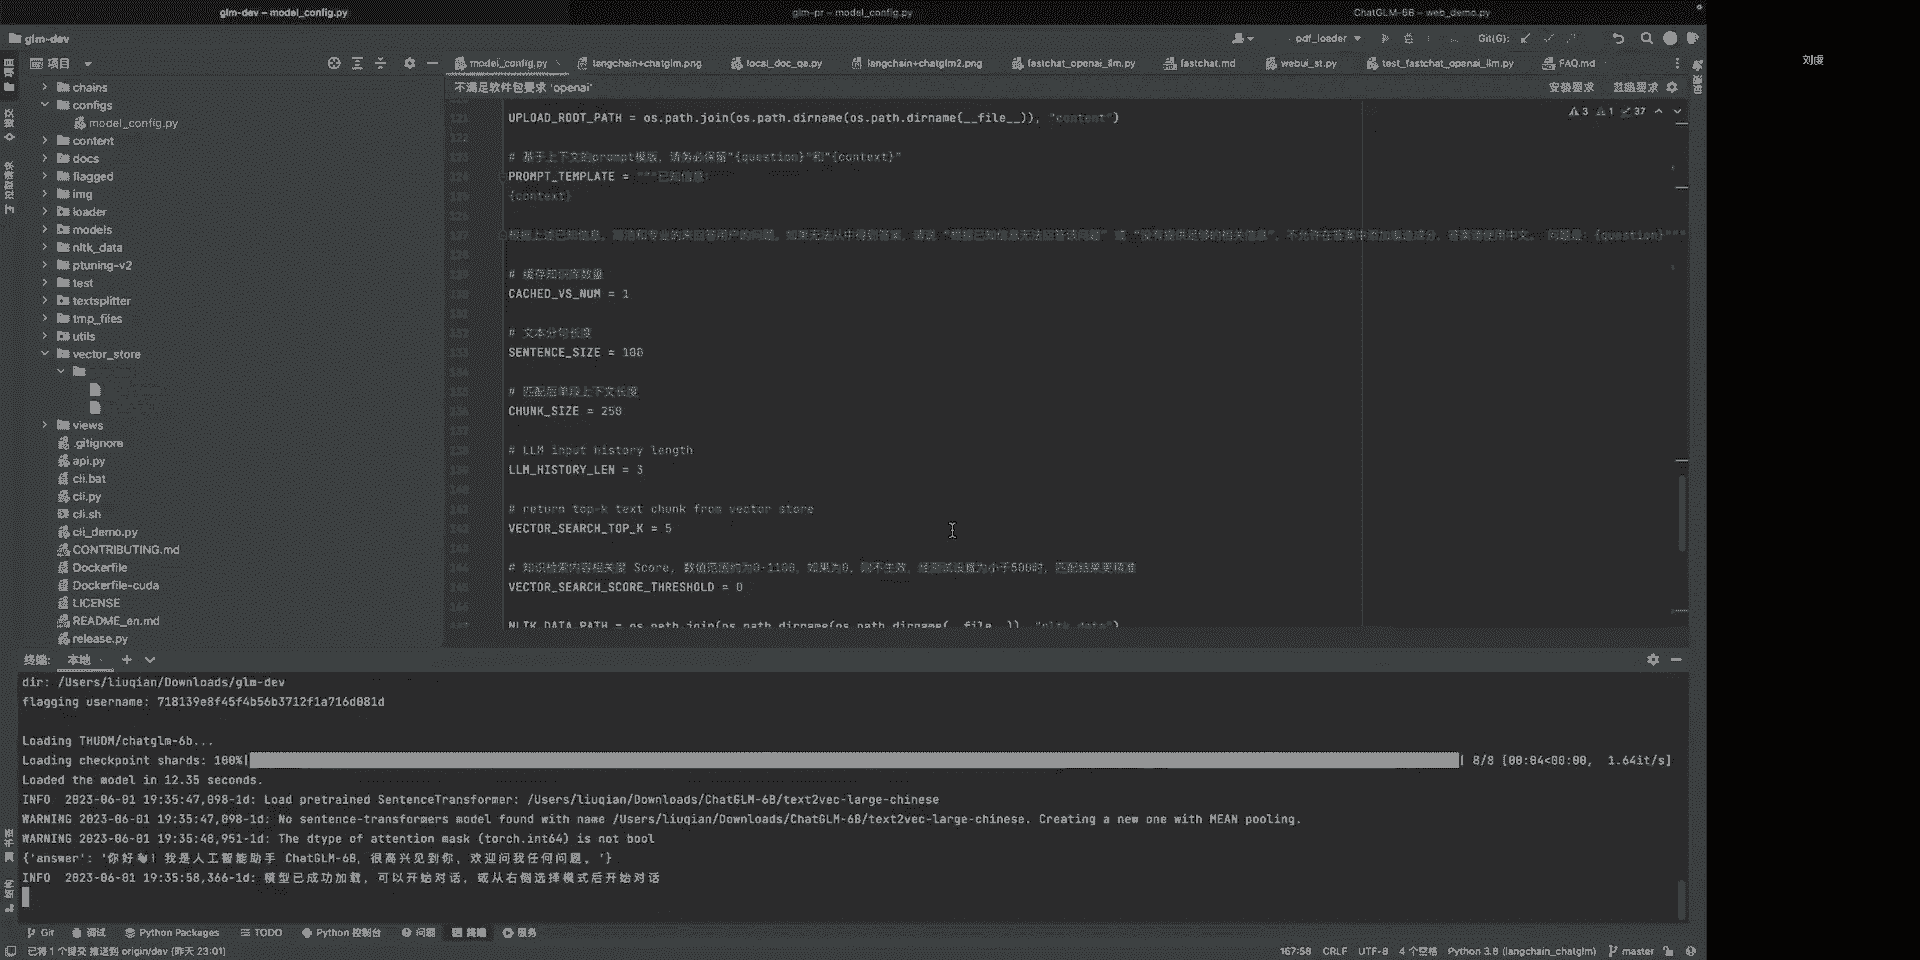 glm-dev – model_config.py
glm-pr – model_config.py
ChatGLM-6B – web_demo.py
glm-dev
pdf_loader
Git(G):
刘虔
项目
model_config.py
langchain+chatglm.png
local_doc_qa.py
langchain+chatglm2.png
fastchat_openai_llm.py
fastchat.md
webui_st.py
test_fastchat_openai_llm.py
FAQ.md
不满足软件包要求 'openai'
安装要求
忽略要求
3 1 37
chains
configs
model_config.py
content
docs
flagged
img
loader
models
nltk_data
ptuning-v2
test
textsplitter
tmp_files
utils
vector_store
views
.gitignore
api.py
cli.bat
cli.py
cli.sh
cli_demo.py
CONTRIBUTING.md
Dockerfile
Dockerfile-cuda
LICENSE
README_en.md
release.py
UPLOAD_ROOT_PATH = os.path.join(os.path.dirname(os.path.dirname(__file__)), "content")
# 基于上下文的prompt模版，请务必保留"{question}"和"{context}"
PROMPT_TEMPLATE = """已知信息：
{context}
根据上述已知信息，简洁和专业的来回答用户的问题。如果无法从中得到答案，请说 "根据已知信息无法回答该问题" 或 "没有提供足够的相关信息"，不允许在答案中添加编造成分，答案请使用中文。 问题是：{question}"""
# 缓存知识库数量
CACHED_VS_NUM = 1
# 文本分句长度
SENTENCE_SIZE = 100
# 匹配后单段上下文长度
CHUNK_SIZE = 250
# LLM input history length
LLM_HISTORY_LEN = 3
# return top-k text chunk from vector store
VECTOR_SEARCH_TOP_K = 5
# 知识检索内容相关度 Score, 数值范围约为0-1100，如果为0，则不生效，经测试设置为小于500时，匹配结果更精准
VECTOR_SEARCH_SCORE_THRESHOLD = 0
NLTK_DATA_PATH = os.path.join(os.path.dirname(os.path.dirname(__file__)), "nltk_data")
终端:
本地
dir: /Users/liuqian/Downloads/glm-dev
flagging username: 718139e8f45f4b56b3712f1a716d081d
Loading THUDM/chatglm-6b...
Loading checkpoint shards: 100%| | 8/8 [00:04<00:00, 1.64it/s]
Loaded the model in 12.35 seconds.
INFO 2023-06-01 19:35:47,098-1d: Load pretrained SentenceTransformer: /Users/liuqian/Downloads/ChatGLM-6B/text2vec-large-chinese
WARNING 2023-06-01 19:35:47,098-1d: No sentence-transformers model found with name /Users/liuqian/Downloads/ChatGLM-6B/text2vec-large-chinese. Creating a new one with MEAN pooling.
WARNING 2023-06-01 19:35:48,951-1d: The dtype of attention mask (torch.int64) is not bool
{'answer': '你好👋！我是人工智能助手 ChatGLM-6B，很高兴见到你，欢迎问我任何问题。'}
INFO 2023-06-01 19:35:58,366-1d: 模型已成功加载，可以开始对话，或从右侧选择模式后开始对话
Git
调试
Python Packages
TODO
Python 控制台
问题
终端
服务
已将 1 个提交 推送到 origin/dev (昨天 23:01)
167:58
CRLF
UTF-8
4 个空格
Python 3.8 (langchain_chatglm)
master